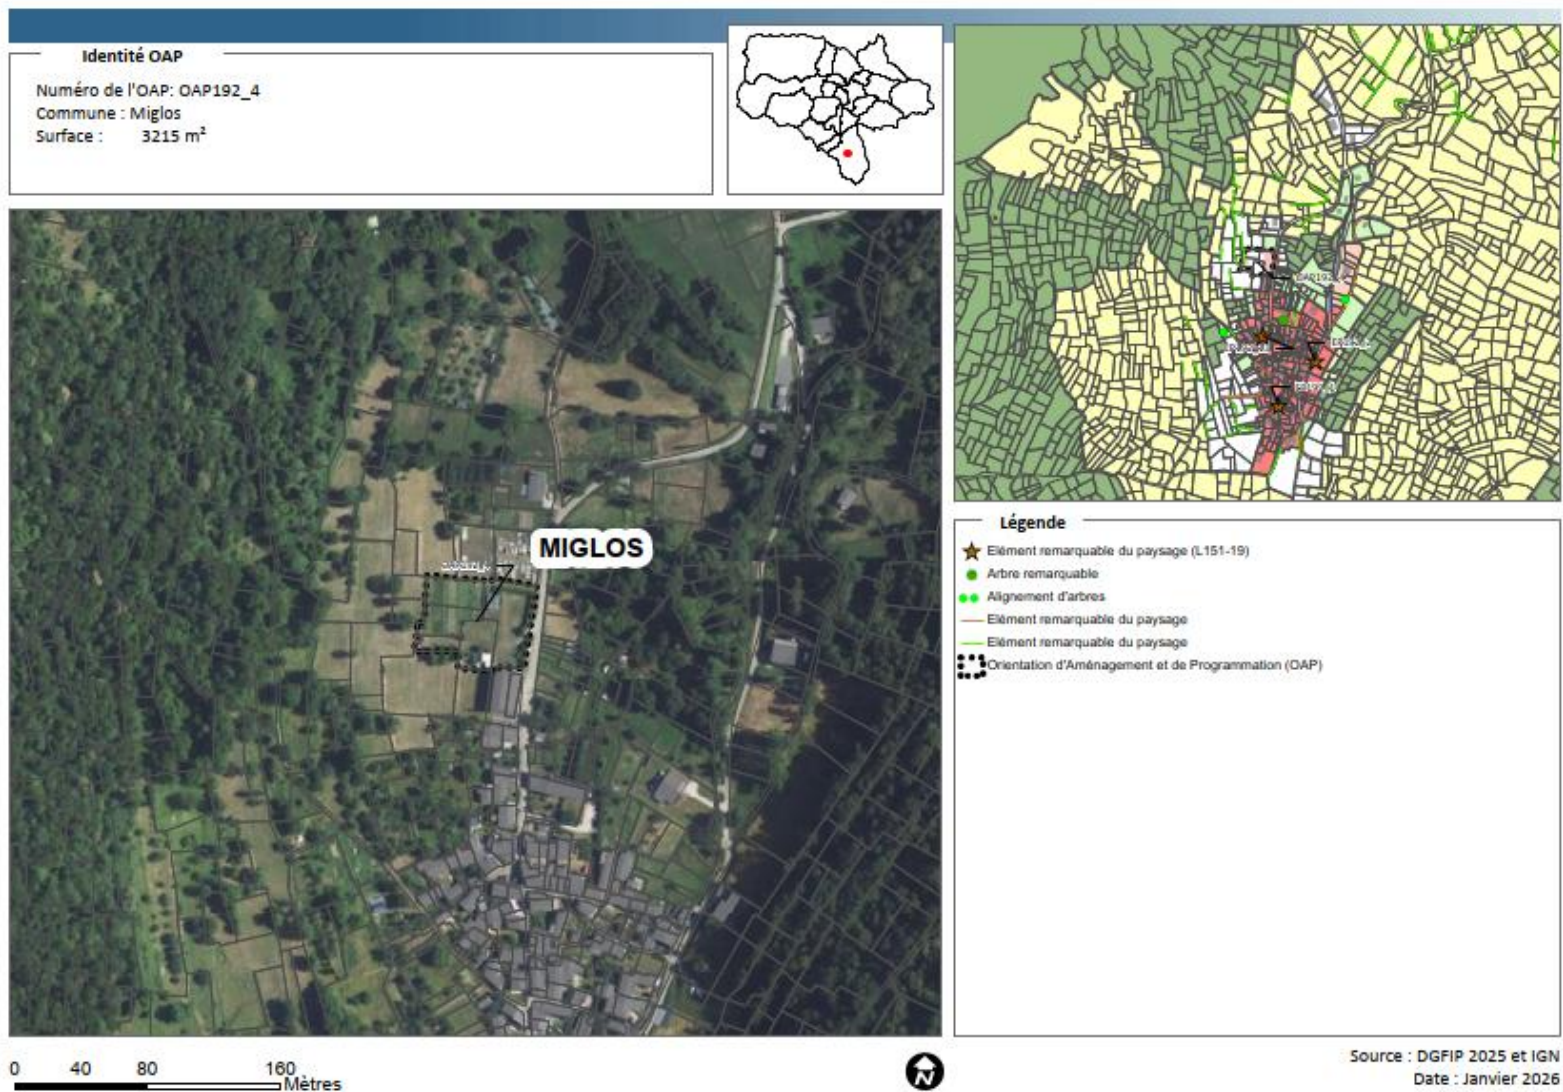 Identité OAP
Numéro de l'OAP: OAP192_4
Commune : Miglos
Surface : 3215 m²
MIGLOS
Légende
Elément remarquable du paysage (L151-19)
Arbre remarquable
Alignement d'arbres
Elément remarquable du paysage
Elément remarquable du paysage
Orientation d'Aménagement et de Programmation (OAP)
0 40 80 160
Mètres
N
Source : DGFIP 2025 et IGN
Date : Janvier 2026